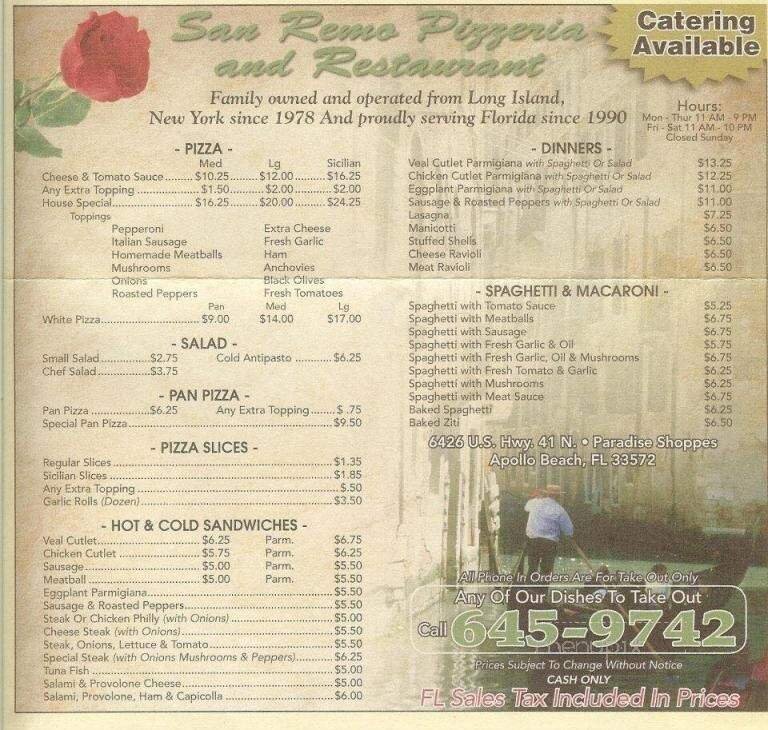 San Remo Pizzeria
and Restaurant
Catering
Available
Family owned and operated from Long Island,
New York since 1978 And proudly serving Florida since 1990
Hours:
Mon - Thur 11 AM - 9 PM
Fri - Sat 11 AM - 10 PM
Closed Sunday
- PIZZA -
Med Lg Sicilian
Cheese & Tomato Sauce........$10.25.......$12.00..........$16.25
Any Extra Topping..................$1.50.........$2.00............$2.00
House Special........................$16.25.......$20.00..........$24.25
Toppings
Pepperoni Extra Cheese
Italian Sausage Fresh Garlic
Homemade Meatballs Ham
Mushrooms Anchovies
Onions Black Olives
Roasted Peppers Fresh Tomatoes
Pan Med Lg
White Pizza..............................$9.00 $14.00 $17.00
- SALAD -
Small Salad................$2.75 Cold Antipasto ............$6.25
Chef Salad.................$3.75
- PAN PIZZA -
Pan Pizza ..................$6.25 Any Extra Topping.......$ .75
Special Pan Pizza..............................................................$9.50
- PIZZA SLICES -
Regular Slices....................................................................$1.35
Sicilian Slices.....................................................................$1.85
Any Extra Topping..............................................................$.50
Garlic Rolls (Dozen)...........................................................$3.50
- HOT & COLD SANDWICHES -
Veal Cutlet............................$6.25 Parm. $6.75
Chicken Cutlet.....................$5.75 Parm. $6.25
Sausage...............................$5.00 Parm. $5.50
Meatball ..............................$5.00 Parm. $5.50
Eggplant Parmigiana.........................................................$5.50
Sausage & Roasted Peppers..............................................$5.50
Steak Or Chicken Philly (with Onions)................................$5.00
Cheese Steak (with Onions)...............................................$5.50
Steak, Onions, Lettuce & Tomato.......................................$5.50
Special Steak (with Onions Mushrooms & Peppers)............$6.25
Tuna Fish ..........................................................................$5.00
Salami & Provolone Cheese...............................................$5.00
Salami, Provolone, Ham & Capicolla .................................$6.00
- DINNERS -
Veal Cutlet Parmigiana with Spaghetti Or Salad $13.25
Chicken Cutlet Parmigiana with Spaghetti Or Salad $12.25
Eggplant Parmigiana with Spaghetti Or Salad $11.00
Sausage & Roasted Peppers with Spaghetti Or Salad $11.00
Lasagna $7.25
Manicotti $6.50
Stuffed Shells $6.50
Cheese Ravioli $6.50
Meat Ravioli $6.50
- SPAGHETTI & MACARONI -
Spaghetti with Tomato Sauce $5.25
Spaghetti with Meatballs $6.75
Spaghetti with Sausage $6.75
Spaghetti with Fresh Garlic & Oil $5.75
Spaghetti with Fresh Garlic, Oil & Mushrooms $6.75
Spaghetti with Fresh Tomato & Garlic $6.25
Spaghetti with Mushrooms $6.25
Spaghetti with Meat Sauce $6.75
Baked Spaghetti $6.25
Baked Ziti $6.50
6426 U.S. Hwy. 41 N. • Paradise Shoppes
Apollo Beach, FL 33572
All Phone In Orders Are For Take Out Only
Any Of Our Dishes To Take Out
Call 645-9742
menupix
Prices Subject To Change Without Notice
CASH ONLY
FL Sales Tax Included In Prices